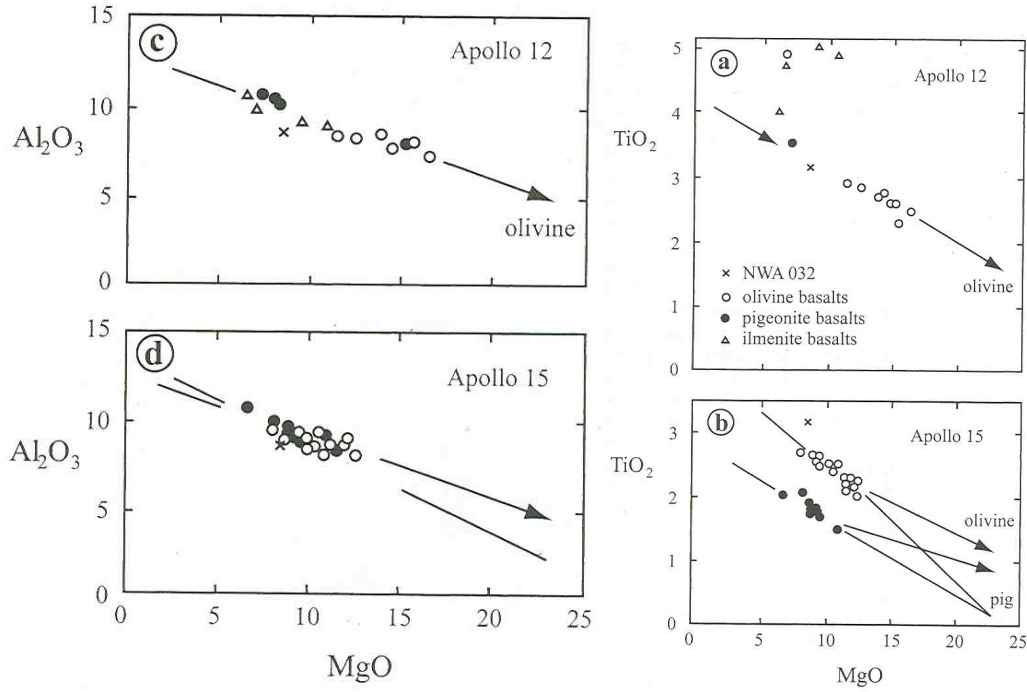 15
c
Apollo 12
10
Al2O3
5
olivine
0
15
d
Apollo 15
10
Al2O3
5
0
0 5 10 15 20 25
MgO
5
a
Apollo 12
4
TiO2
3
2
× NWA 032
olivine
○ olivine basalts
1
● pigeonite basalts
△ ilmenite basalts
0
3
b
Apollo 15
TiO2
2
olivine
1
pig
0
0 5 10 15 20 25
MgO